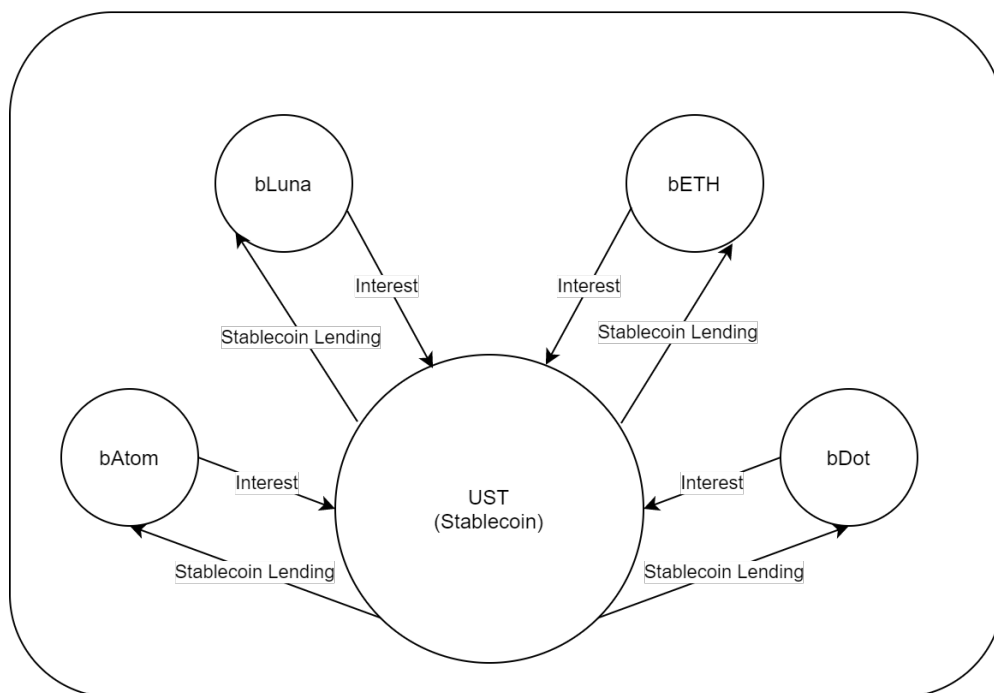 bLuna
bETH
Interest
Interest
Stablecoin Lending
Stablecoin Lending
bAtom
bDot
Interest
Interest
UST
(Stablecoin)
Stablecoin Lending
Stablecoin Lending